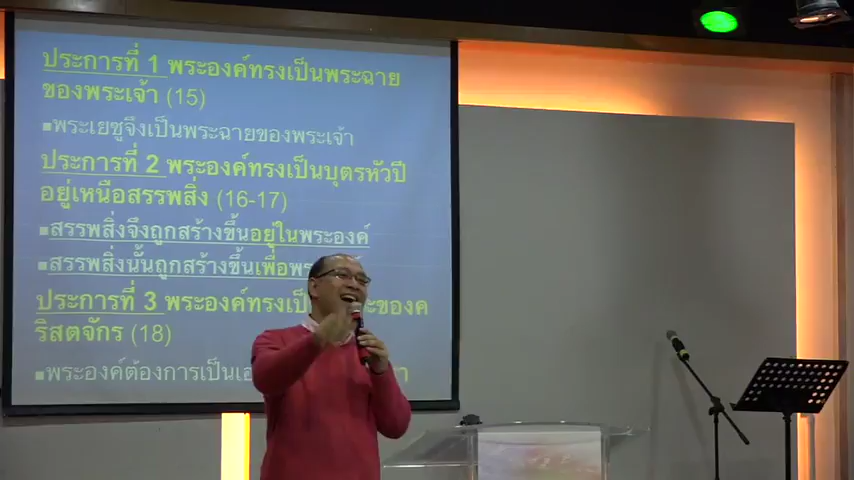 ประการที่ 1 พระองค์ทรงเป็นพระฉาย
ของพระเจ้า (15)
▪พระเยซูจึงเป็นพระฉายของพระเจ้า
ประการที่ 2 พระองค์ทรงเป็นบุตรหัวปี
อยู่เหนือสรรพสิ่ง (16-17)
▪สรรพสิ่งจึงถูกสร้างขึ้นอยู่ในพระองค์
▪สรรพสิ่งนั้นถูกสร้างขึ้นเพื่อ
ประการที่ 3 พระองค์ทรง ของค
ริสตจักร (18)
▪พระองค์ต้องการเป็น